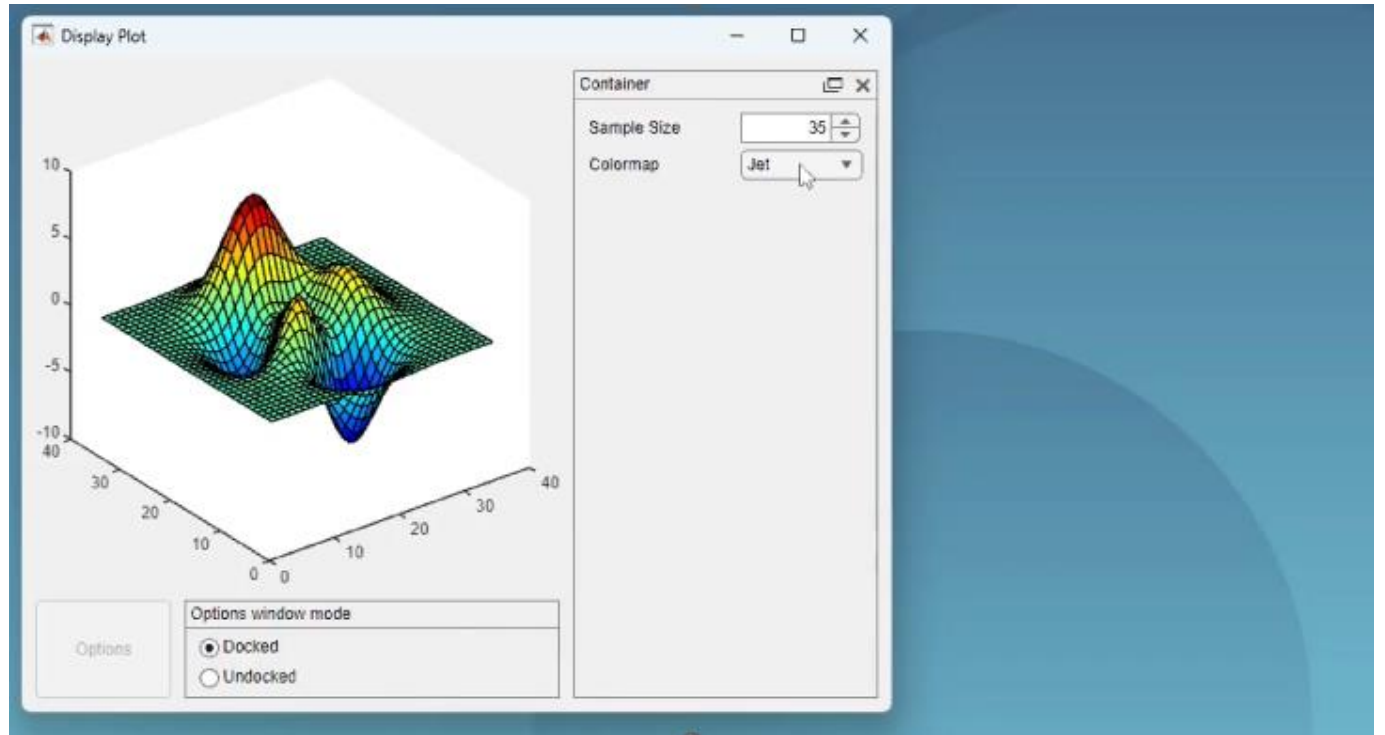 Display Plot
Container
Sample Size 35
Colormap Jet
10
5
0
-5
-10
40
30
20
10
0
0
10
20
30
40
Options
Options window mode
Docked
Undocked